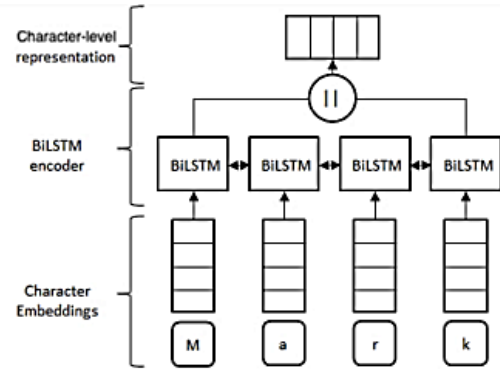 Character-level
representation
||
BiLSTM
encoder
BiLSTM BiLSTM BiLSTM BiLSTM
Character
Embeddings
M a r k